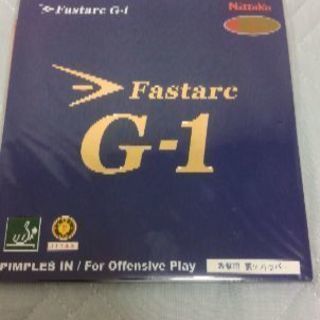 Fastarc G-1
Nittaku
Fastarc
G-1
PIMPLES IN / For Offensive Play